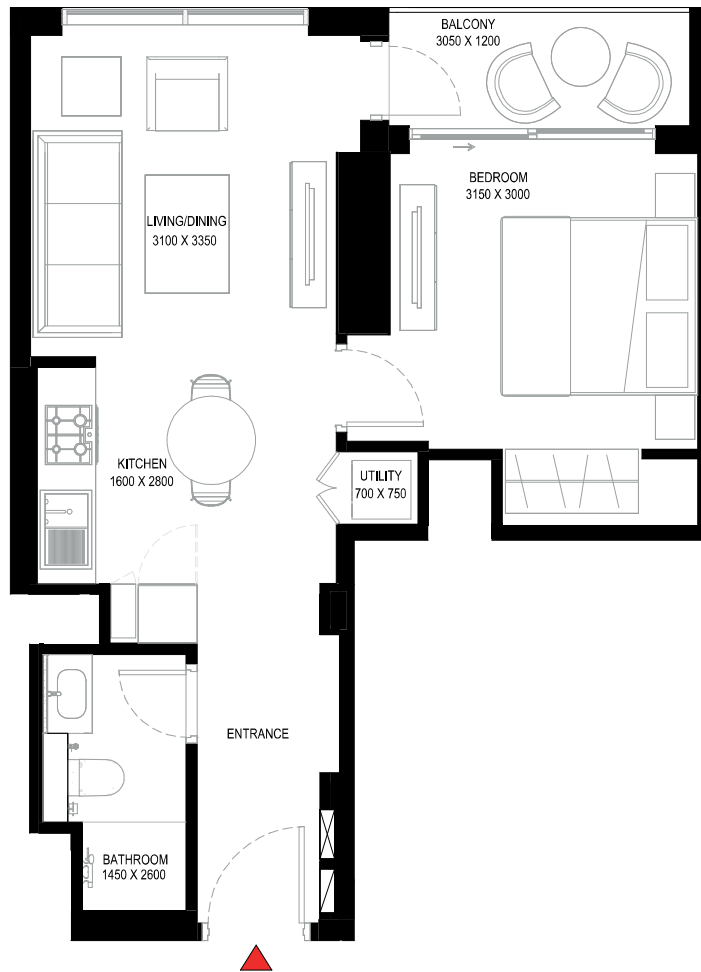 BALCONY
3050 X 1200
BEDROOM
3150 X 3000
LIVING/DINING
3100 X 3350
KITCHEN
1600 X 2800
UTILITY
700 X 750
ENTRANCE
BATHROOM
1450 X 2600